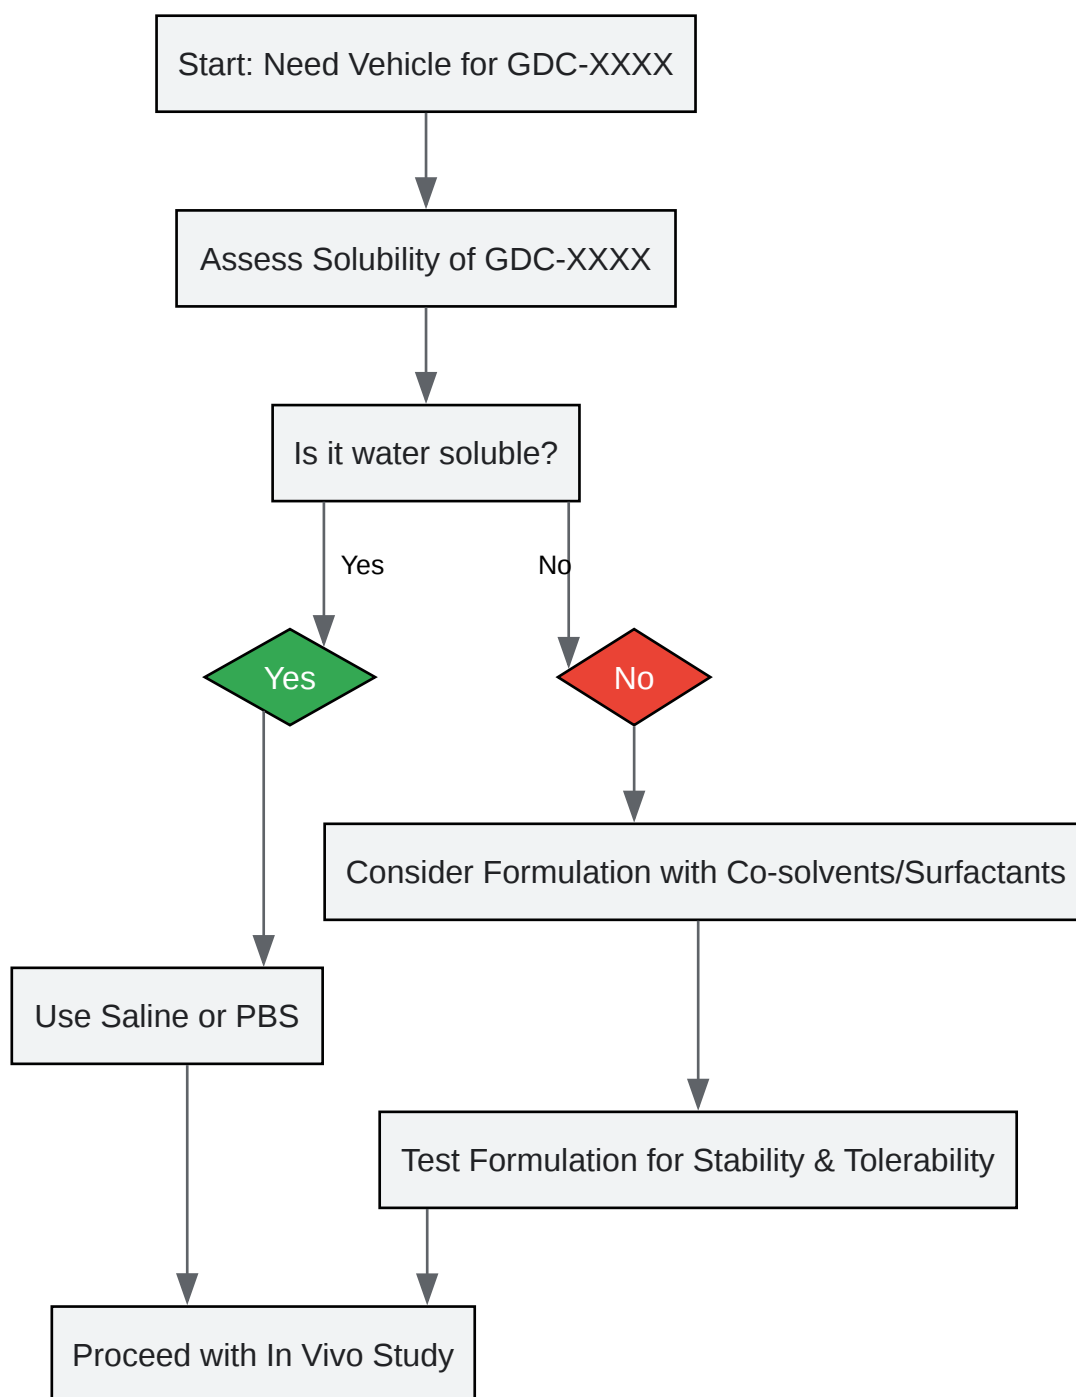 Start: Need Vehicle for GDC-XXXX
Assess Solubility of GDC-XXXX
Is it water soluble?
Yes
No
Yes
No
Consider Formulation with Co-solvents/Surfactants
Use Saline or PBS
Test Formulation for Stability & Tolerability
Proceed with In Vivo Study